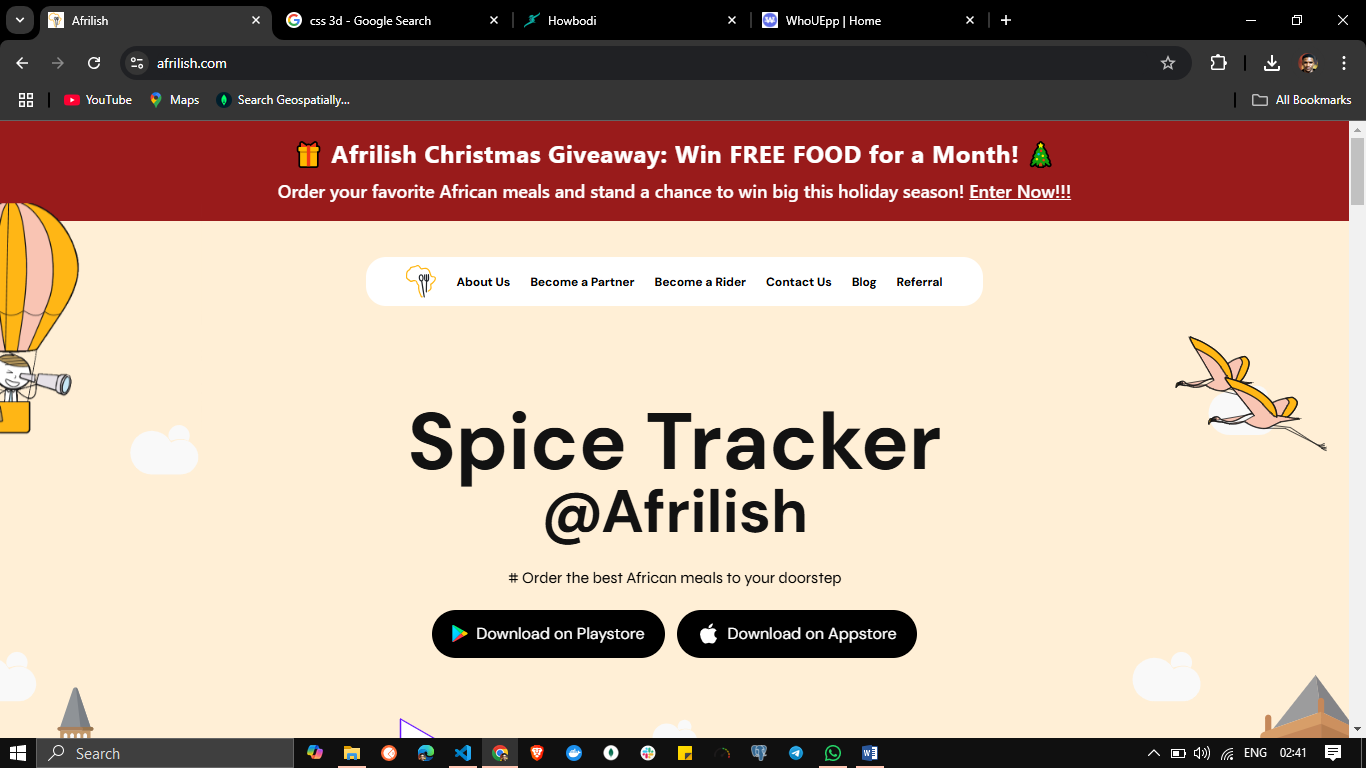 Afrilish
css 3d - Google Search
Howbodi
WhoUEpp | Home
afrilish.com
YouTube
Maps
Search Geospatially...
All Bookmarks
🎁 Afrilish Christmas Giveaway: Win FREE FOOD for a Month! 🎄
Order your favorite African meals and stand a chance to win big this holiday season! Enter Now!!!
About Us Become a Partner Become a Rider Contact Us Blog Referral
Spice Tracker
@Afrilish
# Order the best African meals to your doorstep
Download on Playstore Download on Appstore
Search
ENG 02:41